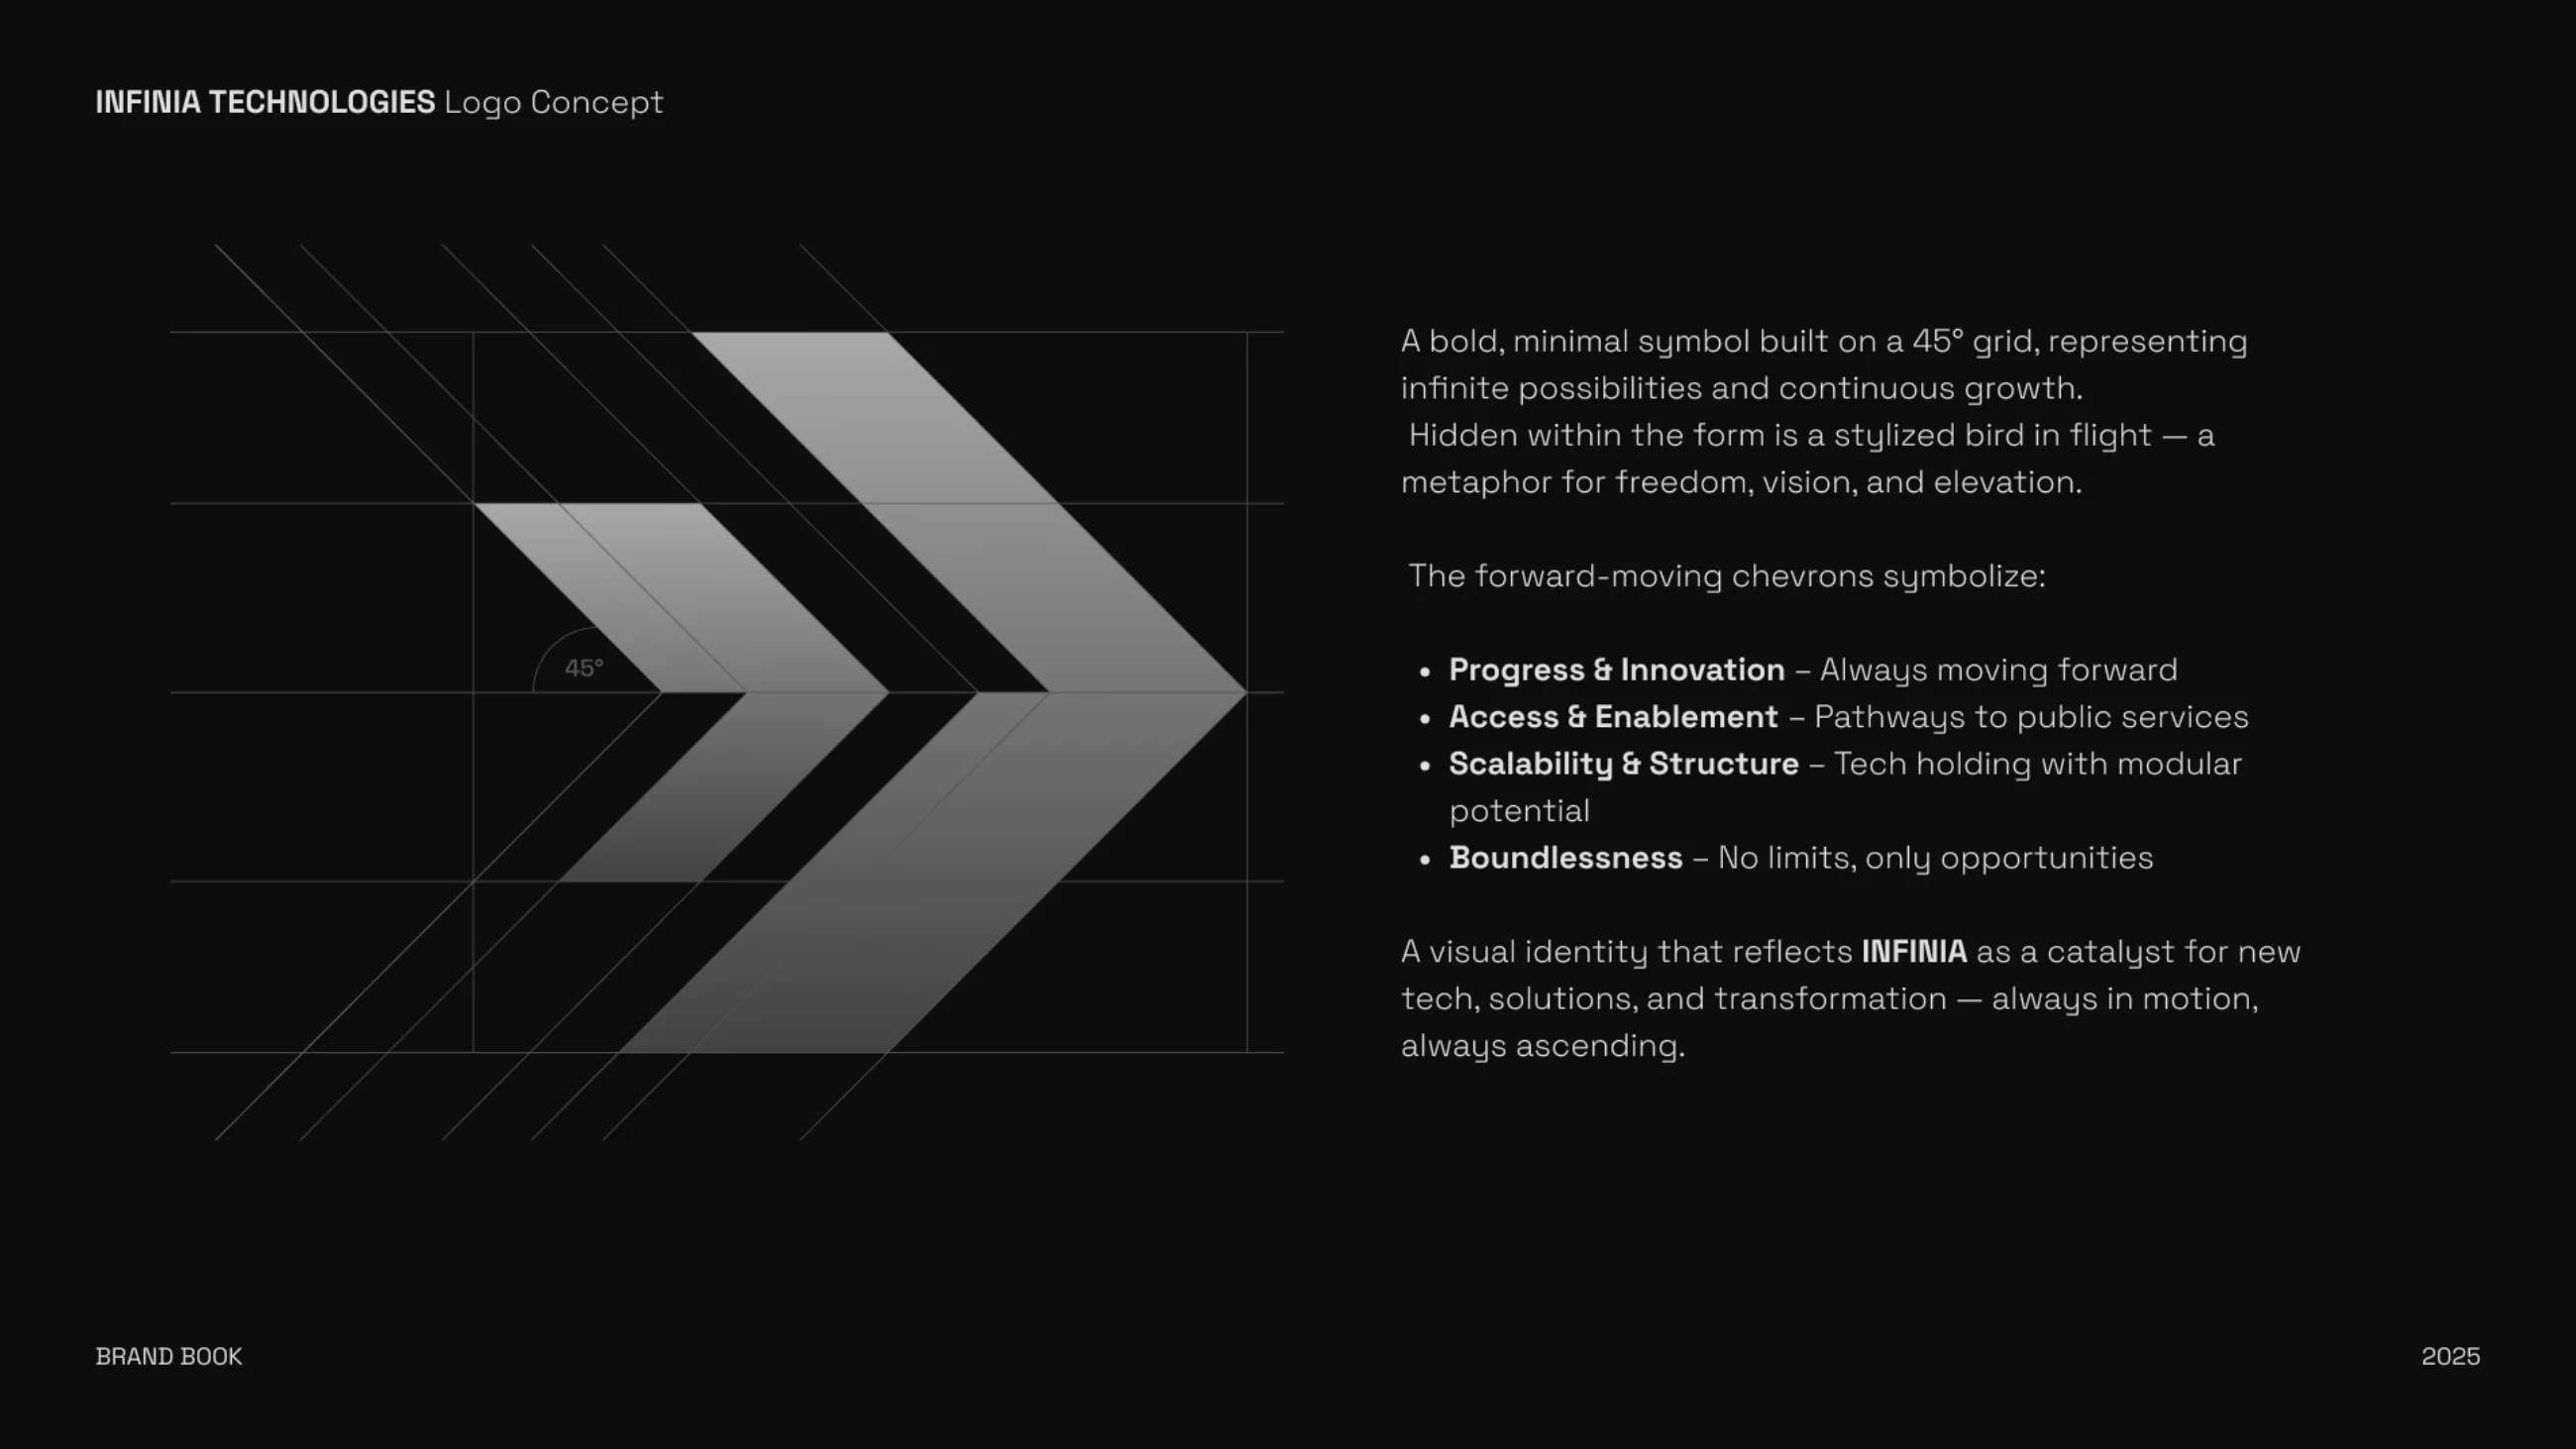 INFINIA TECHNOLOGIES Logo Concept
45°
A bold, minimal symbol built on a 45° grid, representing
infinite possibilities and continuous growth.
Hidden within the form is a stylized bird in flight — a
metaphor for freedom, vision, and elevation.
The forward-moving chevrons symbolize:
• Progress & Innovation – Always moving forward
• Access & Enablement – Pathways to public services
• Scalability & Structure – Tech holding with modular
potential
• Boundlessness – No limits, only opportunities
A visual identity that reflects INFINIA as a catalyst for new
tech, solutions, and transformation — always in motion,
always ascending.
BRAND BOOK
2025